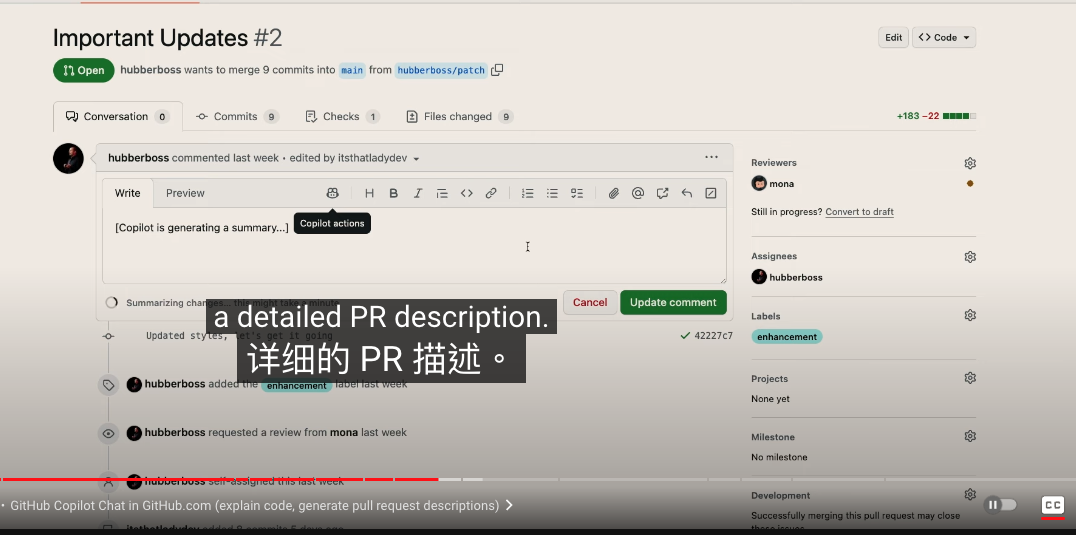 Important Updates #2
Edit
Code
Open
hubberboss wants to merge 9 commits into main from hubberboss/patch
Conversation 0
Commits 9
Checks 1
Files changed 9
+183 −22
hubberboss commented last week • edited by itsthatladydev
Write
Preview
Copilot actions
[Copilot is generating a summary...]
Summarizing changes... this might take a minute
Cancel
Update comment
a detailed PR description.
详细的 PR 描述。
Updated styles, let's get it going
42227c7
hubberboss added the enhancement label last week
hubberboss requested a review from mona last week
hubberboss self-assigned this last week
itsthatladydev added 8 commits 5 days ago
Reviewers
mona
Still in progress? Convert to draft
Assignees
hubberboss
Labels
enhancement
Projects
None yet
Milestone
No milestone
Development
Successfully merging this pull request may close
these issues.
• GitHub Copilot Chat in GitHub.com (explain code, generate pull request descriptions)
CC